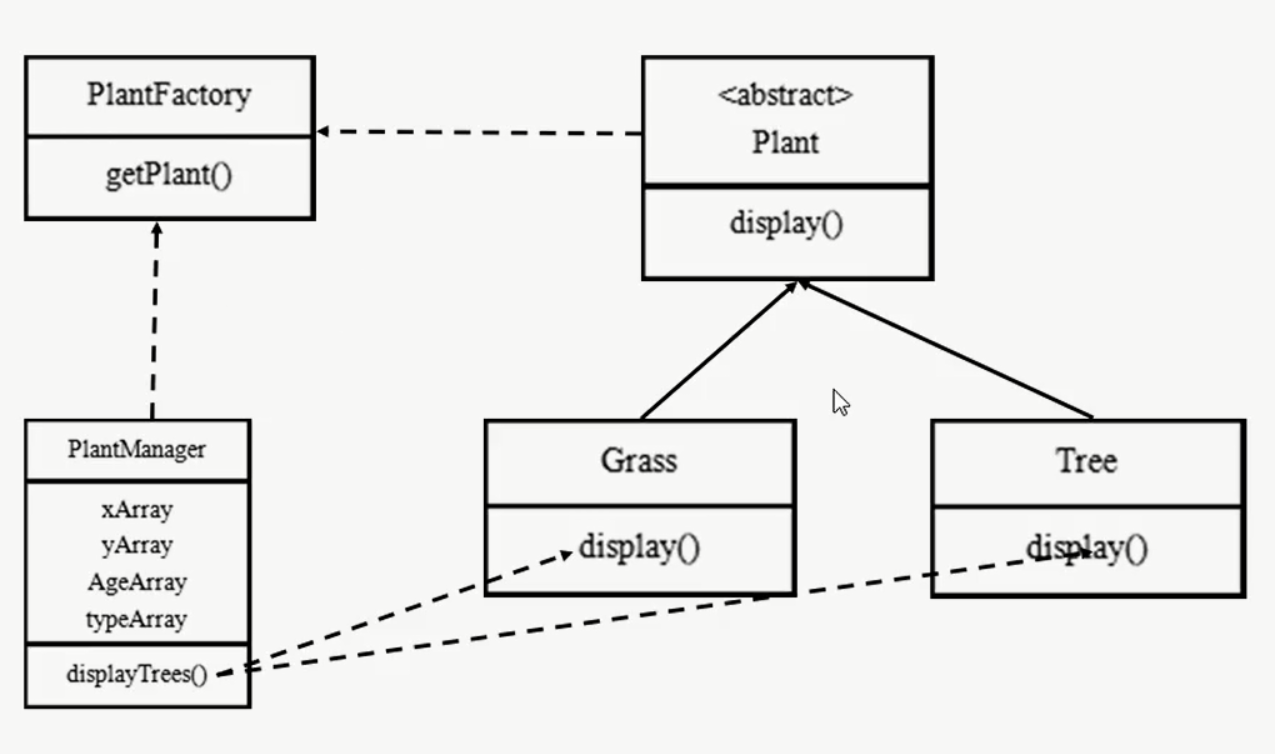 PlantFactory
getPlant()
<abstract>
Plant
display()
PlantManager
xArray
yArray
AgeArray
typeArray
displayTrees()
Grass
display()
Tree
display()